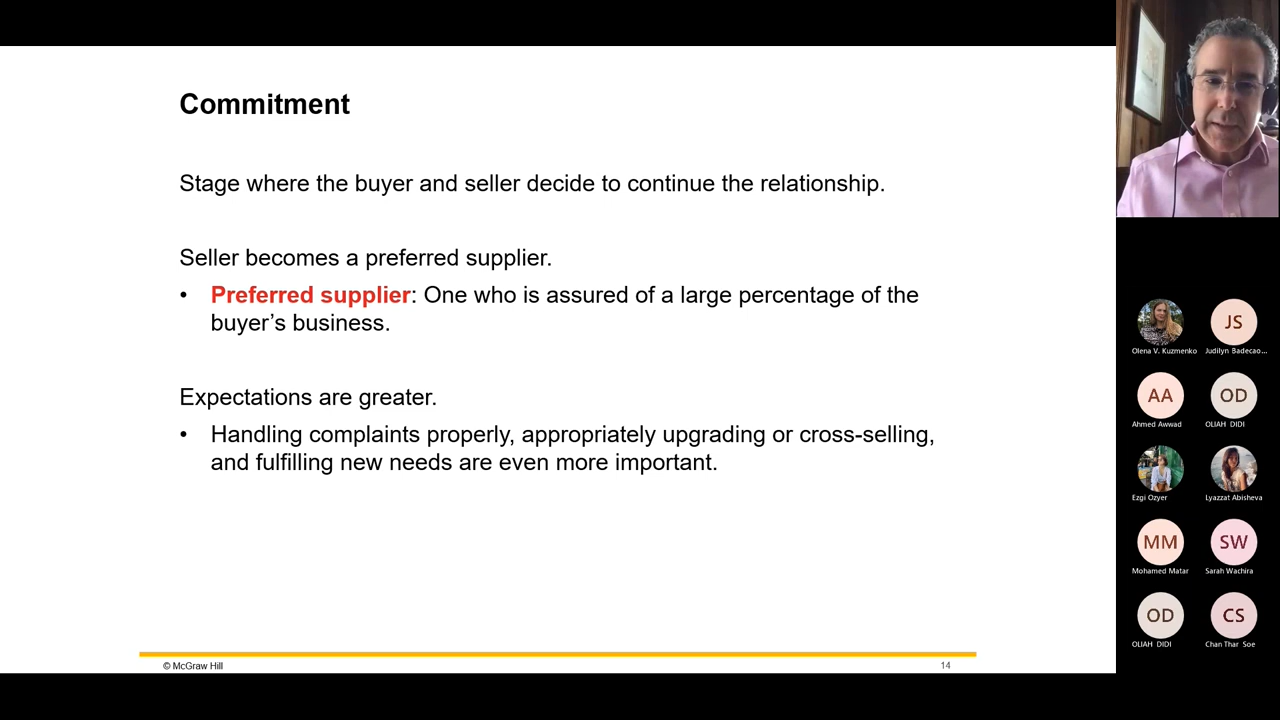 Commitment
Stage where the buyer and seller decide to continue the relationship.
Seller becomes a preferred supplier.
• Preferred supplier: One who is assured of a large percentage of the
buyer’s business.
Expectations are greater.
• Handling complaints properly, appropriately upgrading or cross-selling,
and fulfilling new needs are even more important.
© McGraw Hill
14
Olena V. Kuzmenko
JS
Judilyn Badecao...
AA
Ahmed Awwad
OD
OLIAH DIDI
Ezgi Ozyer
Lyazzat Abisheva
MM
Mohamed Matar
SW
Sarah Wachira
OD
OLIAH DIDI
CS
Chan Thar Soe